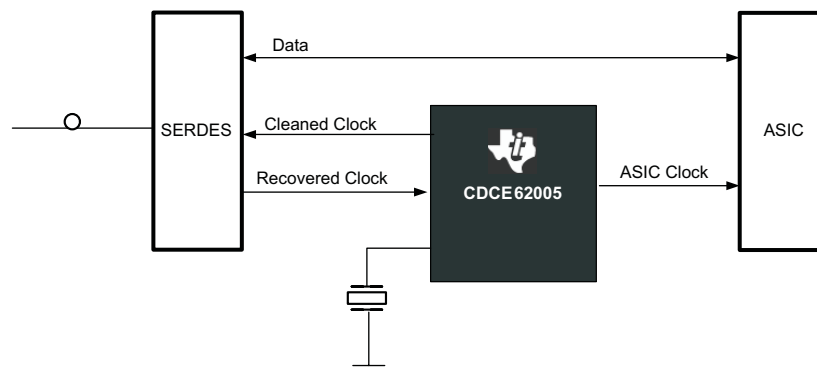 Data
SERDES
Cleaned Clock
ASIC
Recovered Clock
CDCE62005
ASIC Clock